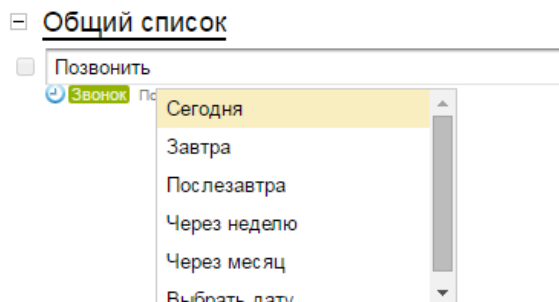 Общий список
Позвонить
Звонок
Сегодня
Завтра
Послезавтра
Через неделю
Через месяц
Выбрать дату